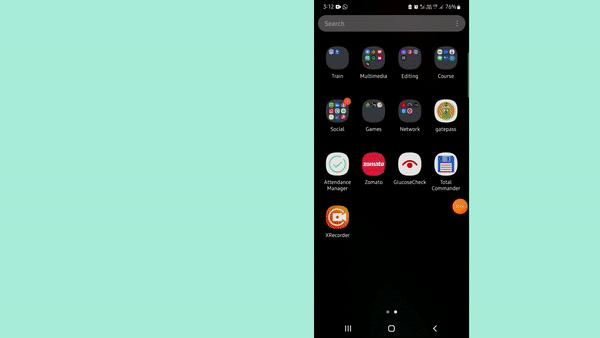 3:12 76%
Search
Train Multimedia Editing Course
Social Games Network gatepass
zomato
Attendance Manager Zomato GlucoseCheck Total Commander
XRecorder